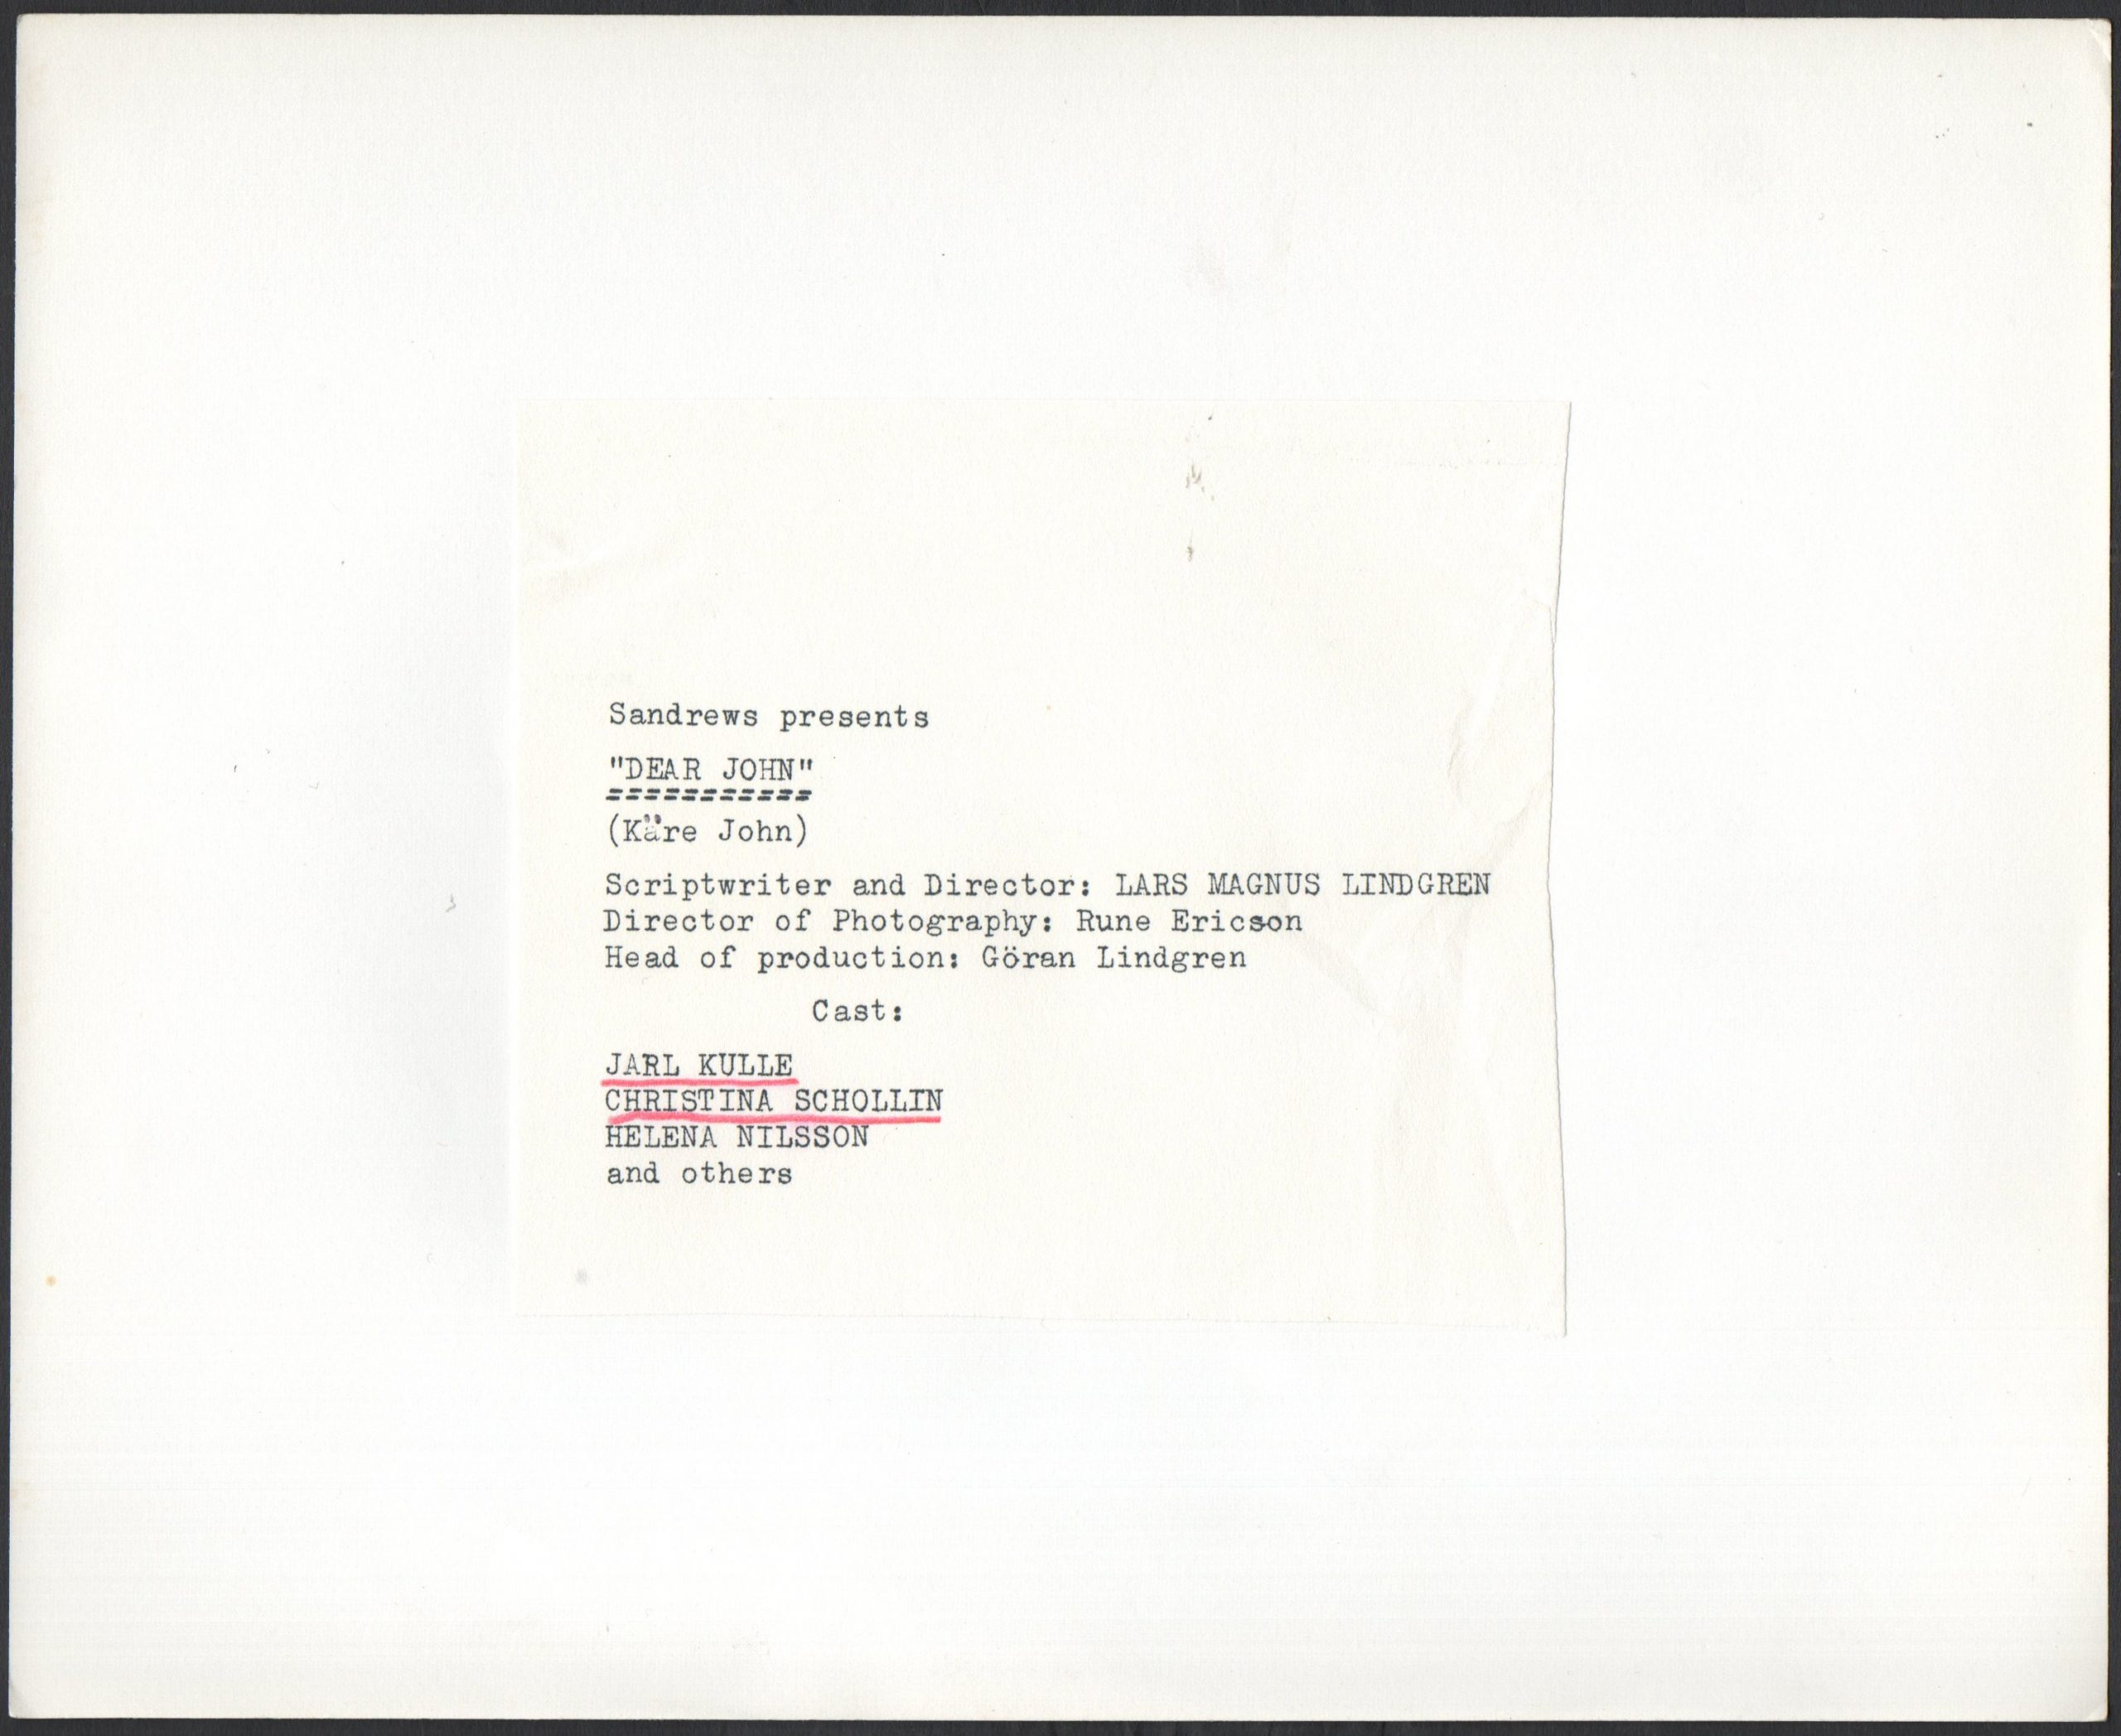 Sandrews presents
"DEAR JOHN"
===========
(Käre John)
Scriptwriter and Director: LARS MAGNUS LINDGREN
Director of Photography: Rune Ericson
Head of production: Göran Lindgren
Cast:
JARL KULLE
CHRISTINA SCHOLLIN
HELENA NILSSON
and others